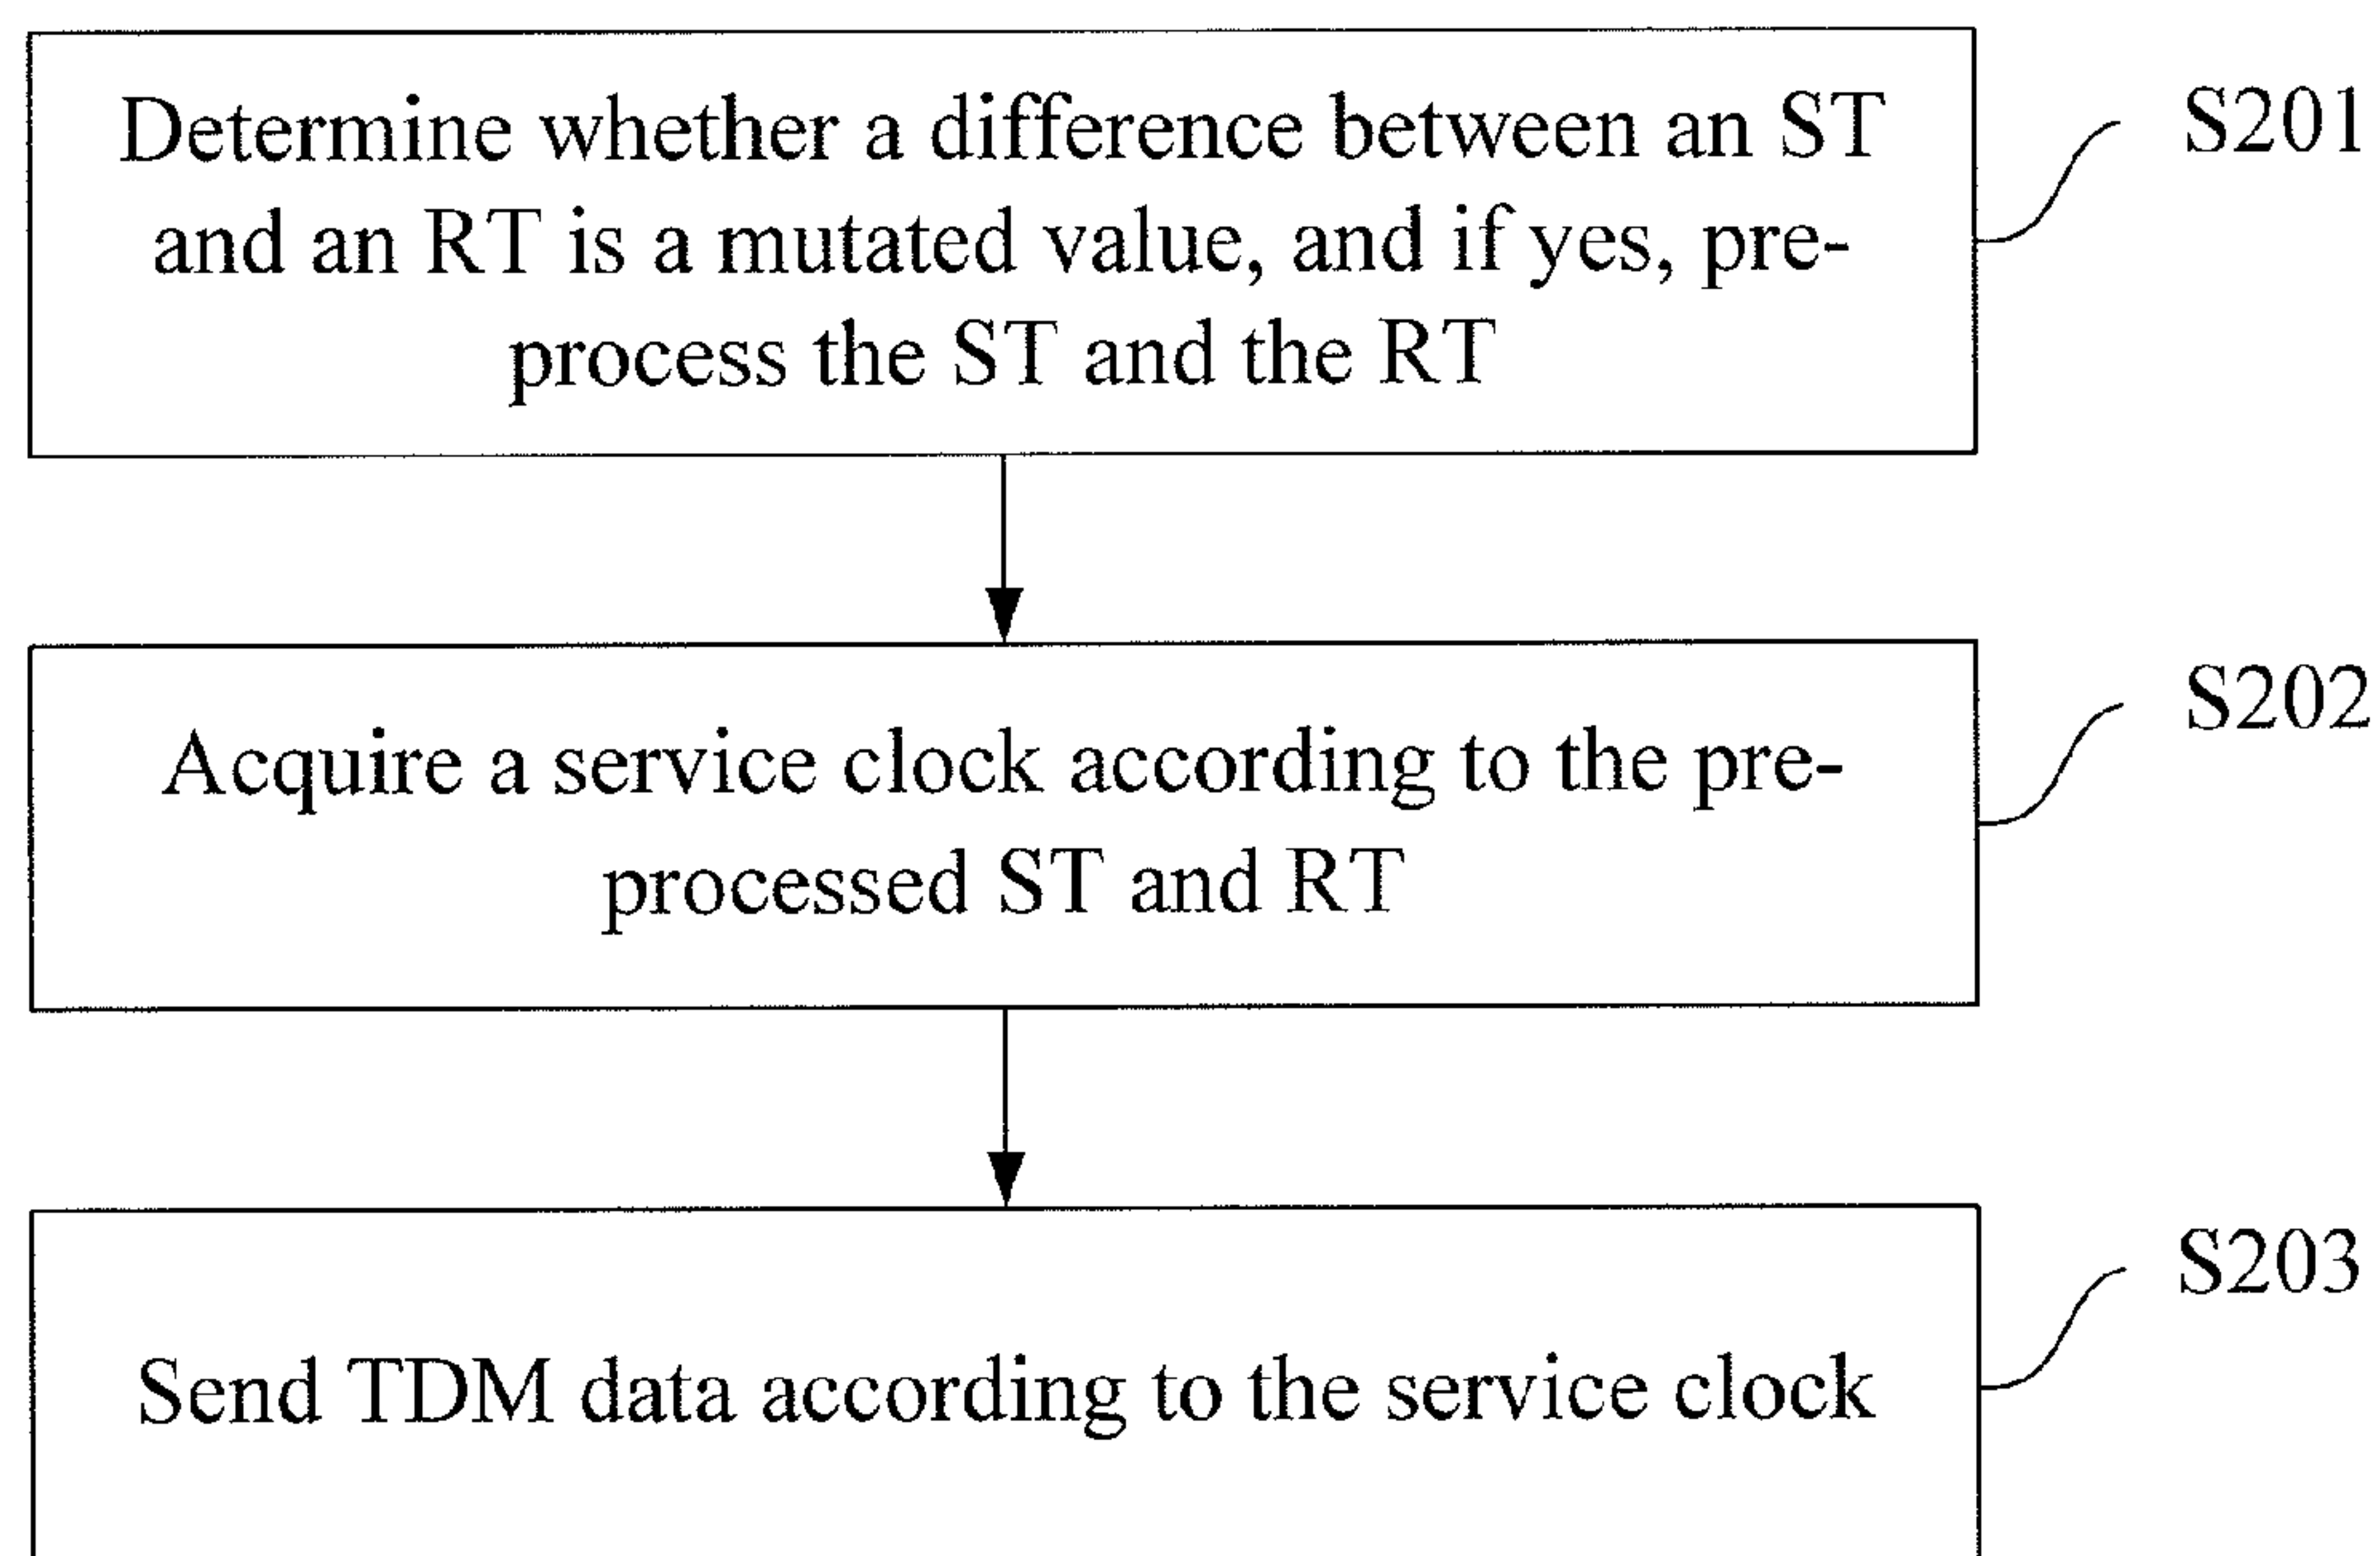 Determine whether a difference between an ST
and an RT is a mutated value, and if yes, pre-
process the ST and the RT
S201
Acquire a service clock according to the pre-
processed ST and RT
S202
Send TDM data according to the service clock
S203